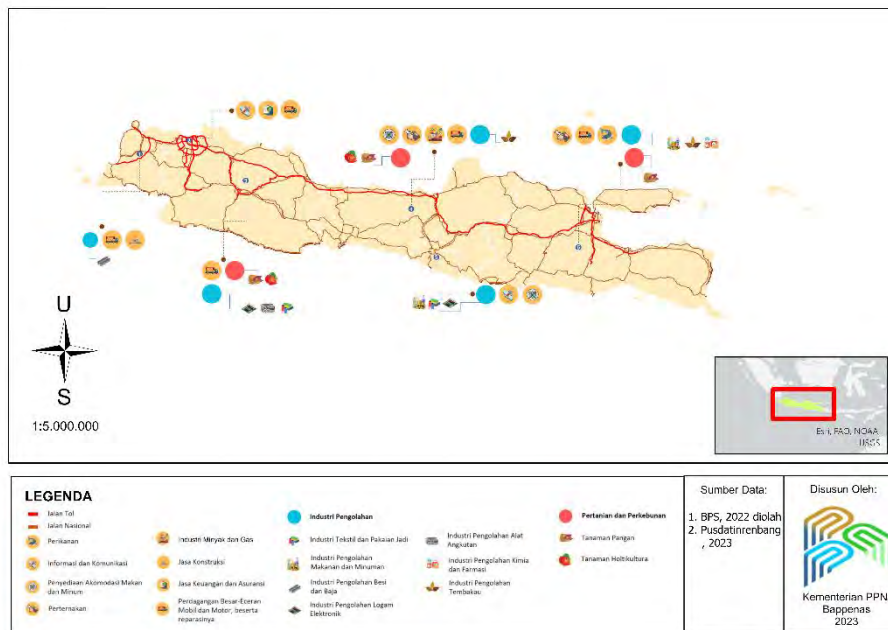 U
S
1:5.000.000
Esri, FAO, NOAA
USGS
LEGENDA
Jalan Tol
Jalan Nasional
Perikanan
Informasi dan Komunikasi
Penyediaan Akomodasi Makan
dan Minum
Perternakan
Industri Minyak dan Gas
Jasa Konstruksi
Jasa Keuangan dan Asuransi
Perdagangan Besar-Eceran
Mobil dan Motor, beserta
reparasinya
Industri Pengolahan
Industri Tekstil dan Pakaian Jadi
Industri Pengolahan
Makanan dan Minuman
Industri Pengolahan Besi
dan Baja
Industri Pengolahan Logam
Elektronik
Industri Pengolahan Alat
Angkutan
Industri Pengolahan Kimia
dan Farmasi
Industri Pengolahan
Tembakau
Pertanian dan Perkebunan
Tanaman Pangan
Tanaman Holtikultura
Sumber Data:
1. BPS, 2022 diolah
2. Pusdatinrenbang
, 2023
Disusun Oleh:
Kementerian PPN/
Bappenas
2023